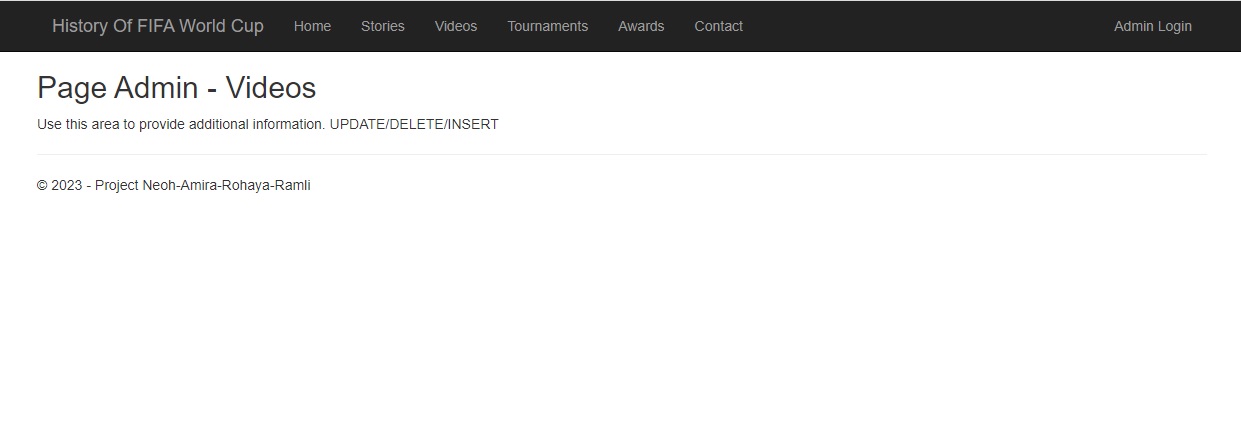 History Of FIFA World Cup Home Stories Videos Tournaments Awards Contact Admin Login
Page Admin - Videos
Use this area to provide additional information. UPDATE/DELETE/INSERT
© 2023 - Project Neoh-Amira-Rohaya-Ramli